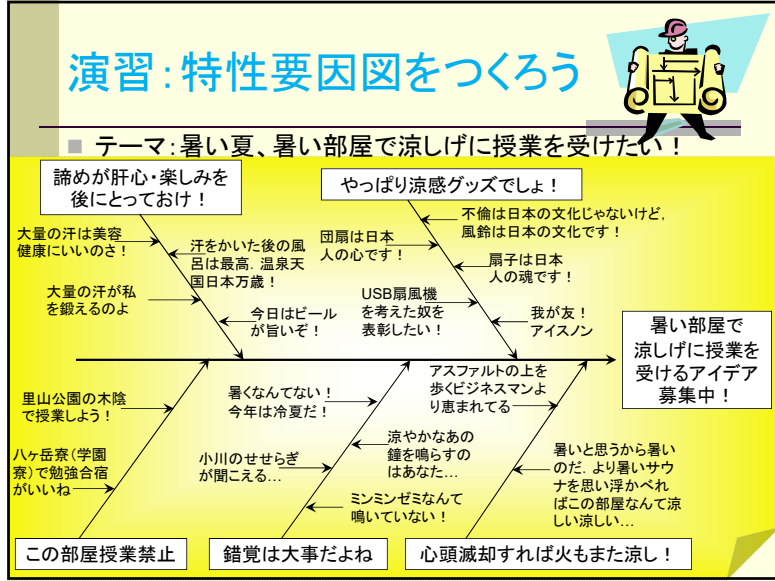 演習：特性要因図をつくろう
テーマ：暑い夏、暑い部屋で涼しげに授業を受けたい！
諦めが肝心・楽しみを
後にとっておけ！
大量の汗は美容
健康にいいのさ！
汗をかいた後の風
呂は最高．温泉天
国日本万歳！
大量の汗が私
を鍛えるのよ
今日はビール
が旨いぞ！
やっぱり涼感グッズでしょ！
不倫は日本の文化じゃないけど，
風鈴は日本の文化です！
団扇は日本
人の心です！
扇子は日本
人の魂です！
USB扇風機
を考えた奴を
表彰したい！
我が友！
アイスノン
暑い部屋で
涼しげに授業を
受けるアイデア
募集中！
里山公園の木陰
で授業しよう！
八ヶ岳寮（学園
寮）で勉強合宿
がいいね
この部屋授業禁止
暑くなんてない！
今年は冷夏だ！
涼やかなあの
鐘を鳴らすの
はあなた…
小川のせせらぎ
が聞こえる…
ミンミンゼミなんて
鳴いていない！
錯覚は大事だよね
アスファルトの上を
歩くビジネスマンよ
り恵まれてる
暑いと思うから暑い
のだ．より暑いサウ
ナを思い浮かべれ
ばこの部屋なんて涼
しい涼しい…
心頭滅却すれば火もまた涼し！